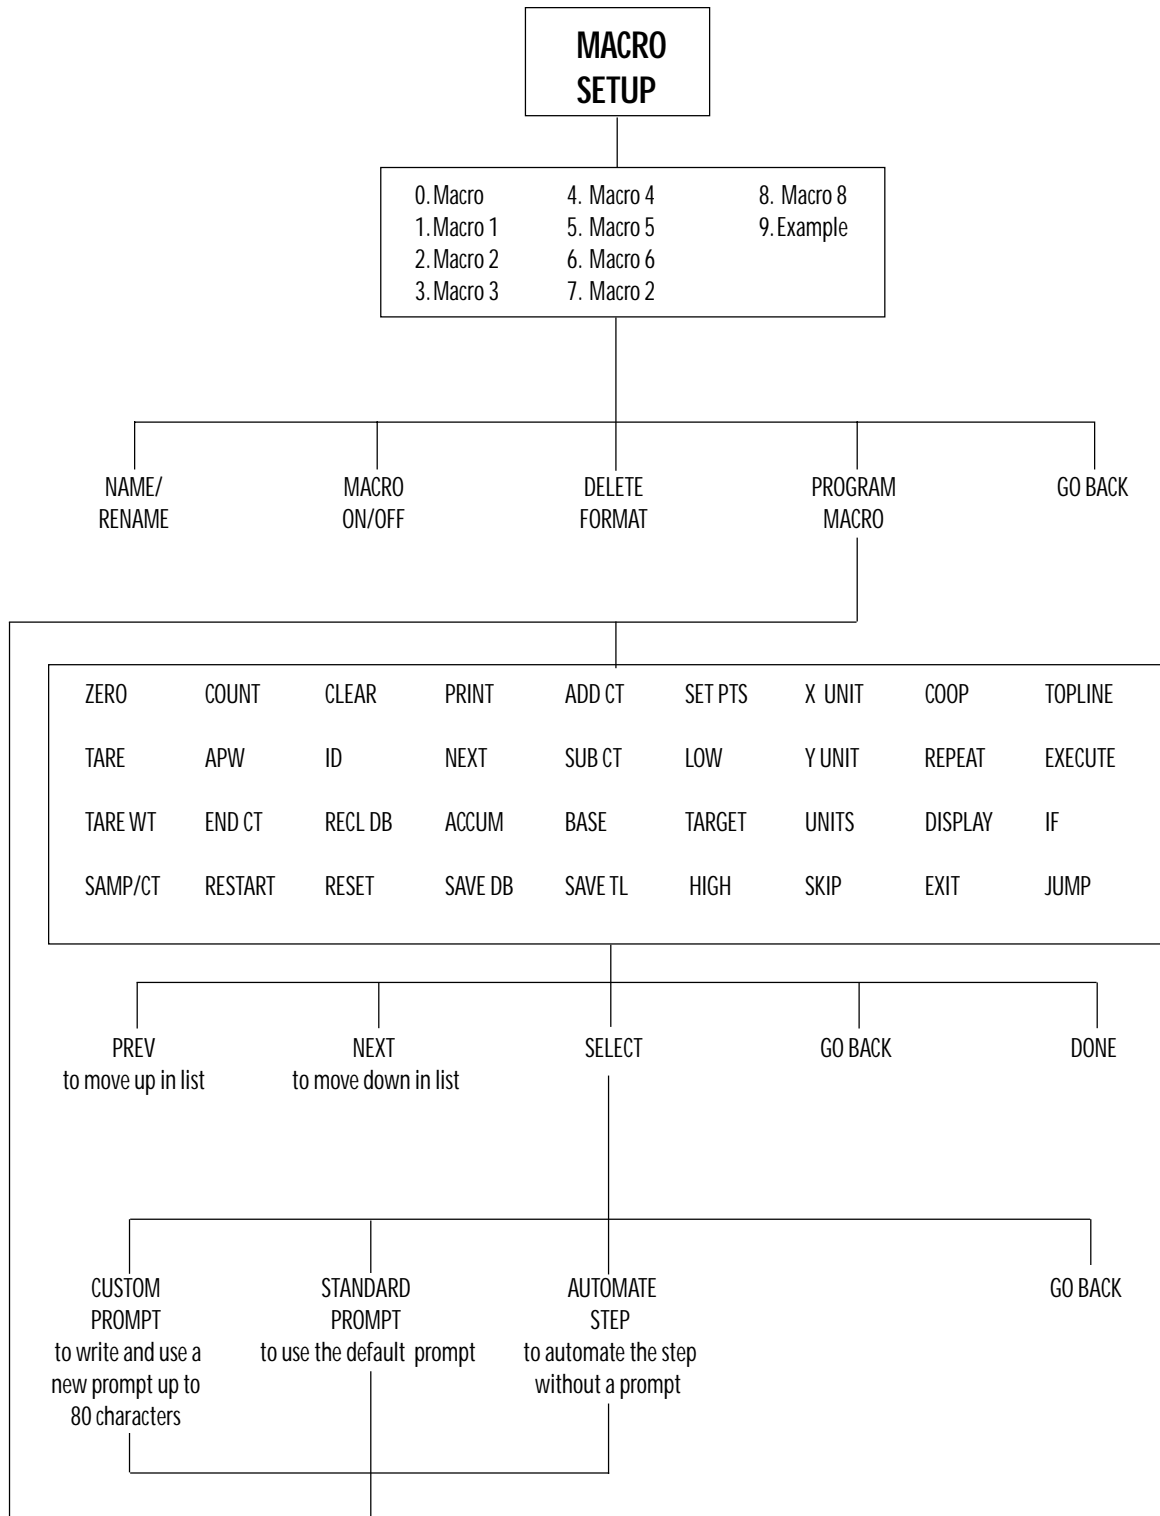 MACRO
SETUP
0. Macro 4. Macro 4 8. Macro 8
1. Macro 1 5. Macro 5 9. Example
2. Macro 2 6. Macro 6
3. Macro 3 7. Macro 2
NAME/ MACRO DELETE PROGRAM GO BACK
RENAME ON/OFF FORMAT MACRO
ZERO COUNT CLEAR PRINT ADD CT SET PTS X UNIT COOP TOPLINE
TARE APW ID NEXT SUB CT LOW Y UNIT REPEAT EXECUTE
TARE WT END CT RECL DB ACCUM BASE TARGET UNITS DISPLAY IF
SAMP/CT RESTART RESET SAVE DB SAVE TL HIGH SKIP EXIT JUMP
PREV NEXT SELECT GO BACK DONE
to move up in list to move down in list
CUSTOM STANDARD AUTOMATE GO BACK
PROMPT PROMPT STEP
to write and use a to use the default prompt to automate the step
new prompt up to without a prompt
80 characters